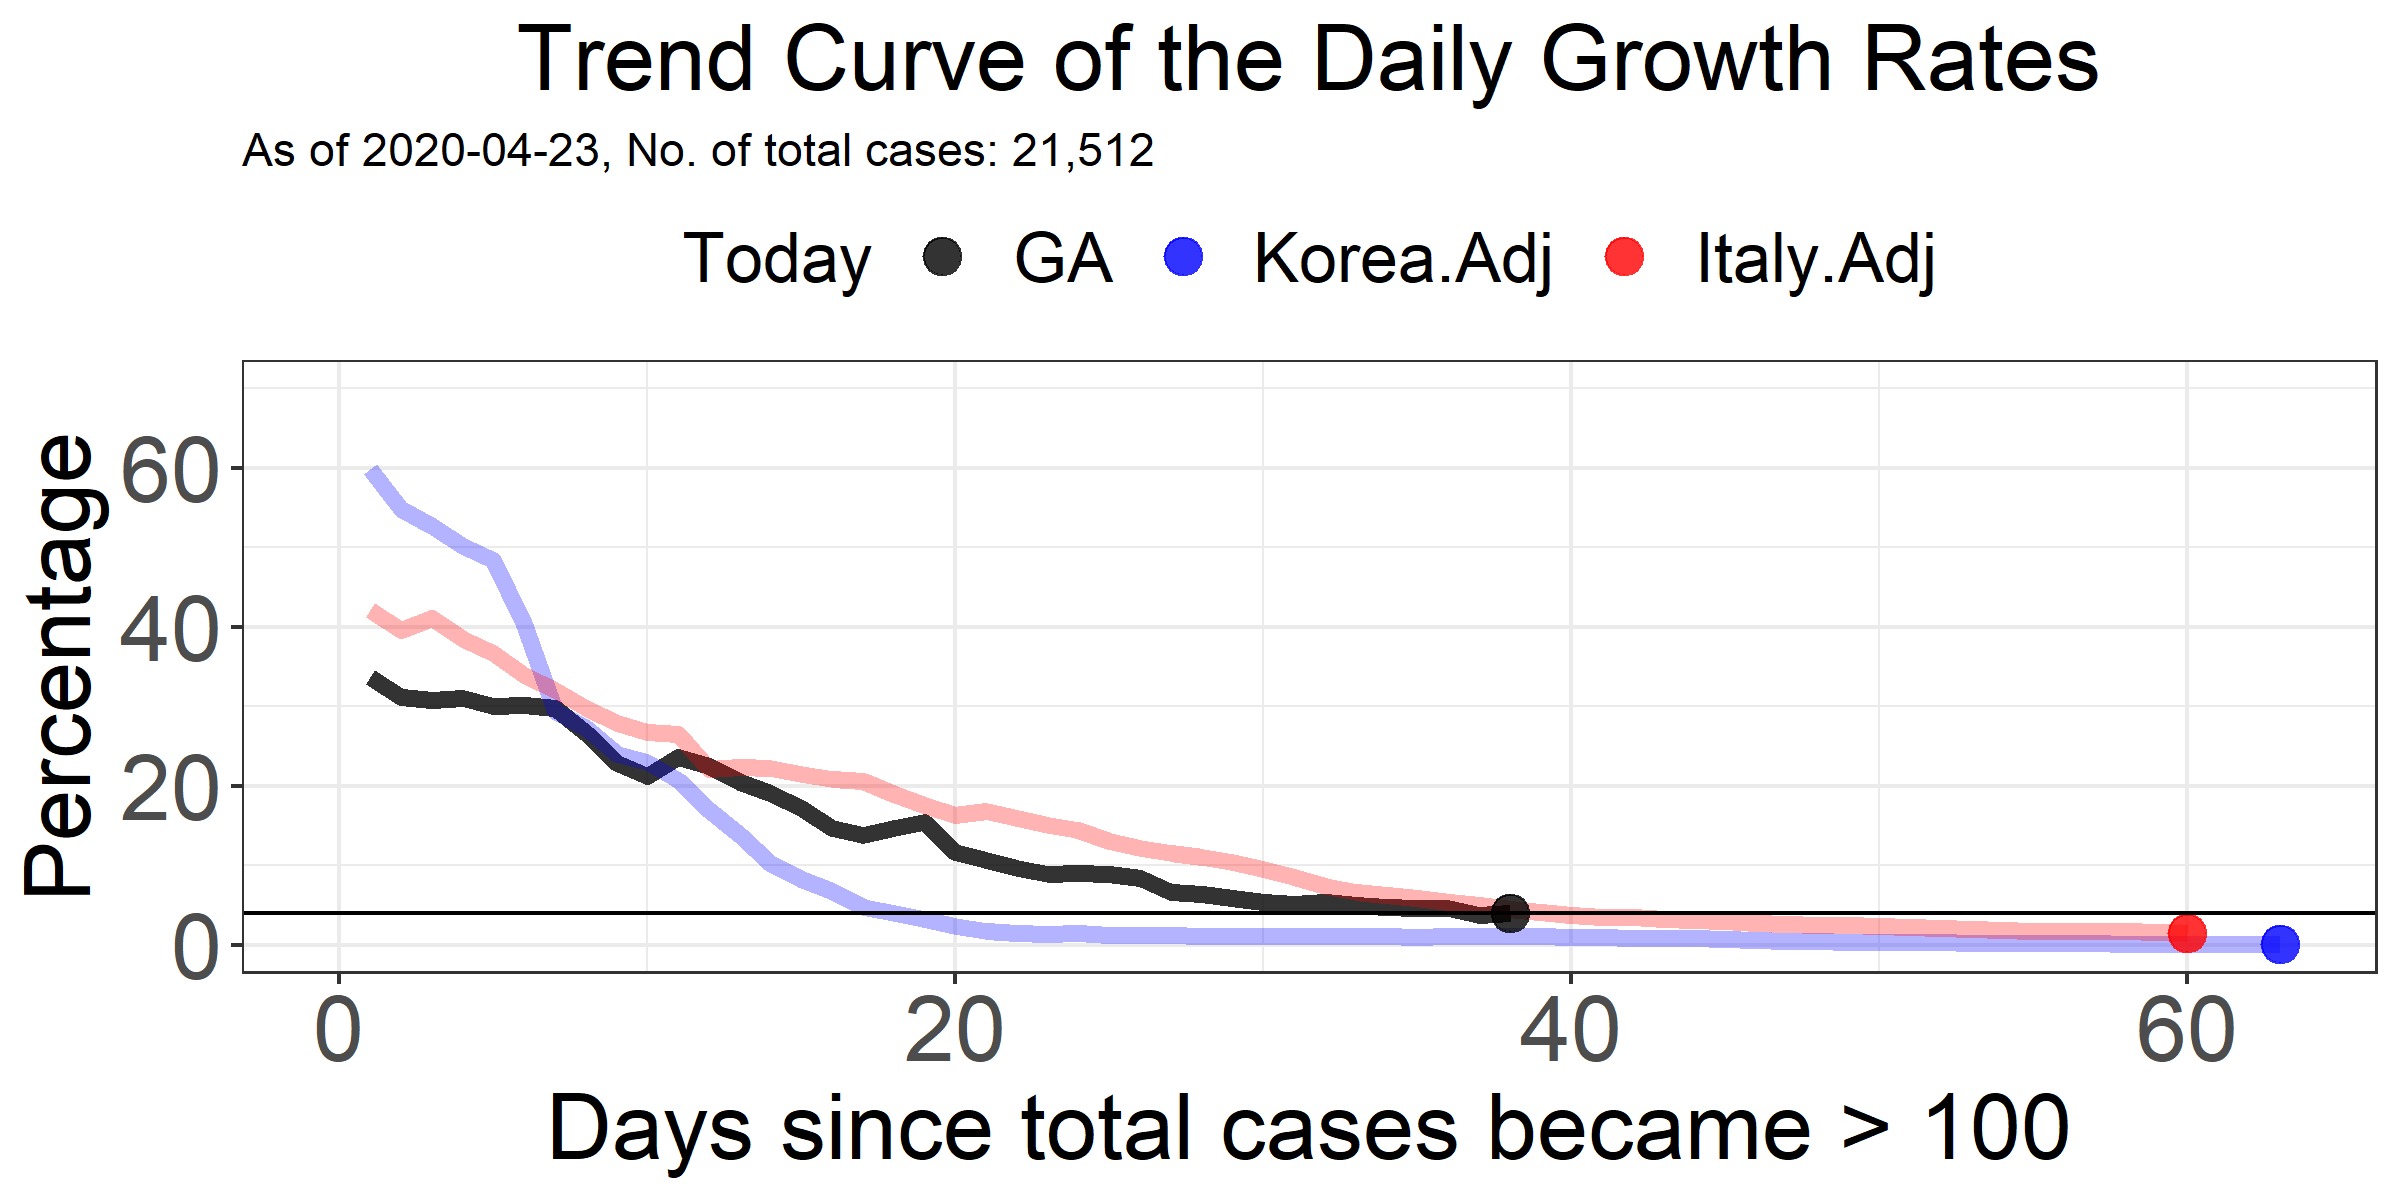 Trend Curve of the Daily Growth Rates
As of 2020-04-23, No. of total cases: 21,512
Today GA Korea.Adj Italy.Adj
Percentage
60
40
20
0
0 20 40 60
Days since total cases became > 100